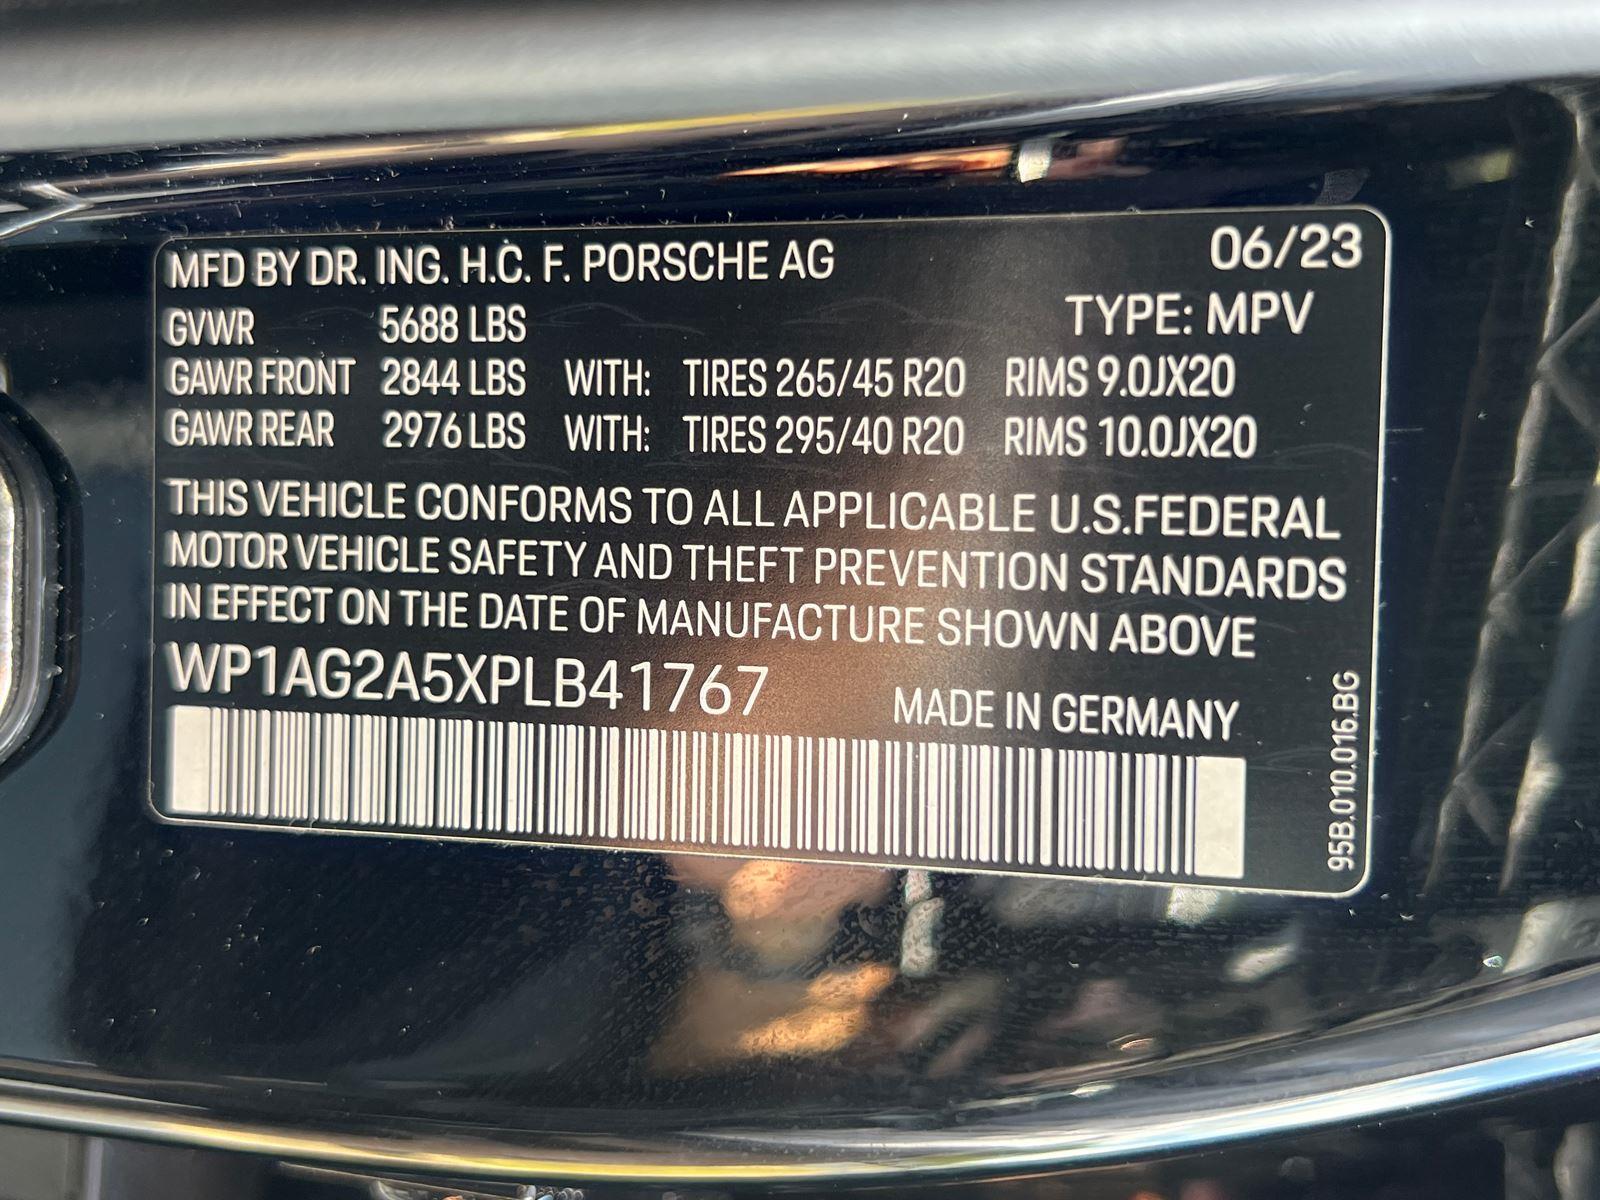 MFD BY DR. ING. H.C. F. PORSCHE AG 06/23
GVWR 5688 LBS TYPE: MPV
GAWR FRONT 2844 LBS WITH: TIRES 265/45 R20 RIMS 9.0JX20
GAWR REAR 2976 LBS WITH: TIRES 295/40 R20 RIMS 10.0JX20
THIS VEHICLE CONFORMS TO ALL APPLICABLE U.S.FEDERAL
MOTOR VEHICLE SAFETY AND THEFT PREVENTION STANDARDS
IN EFFECT ON THE DATE OF MANUFACTURE SHOWN ABOVE
WP1AG2A5XPLB41767 MADE IN GERMANY
95B.010.016.BG